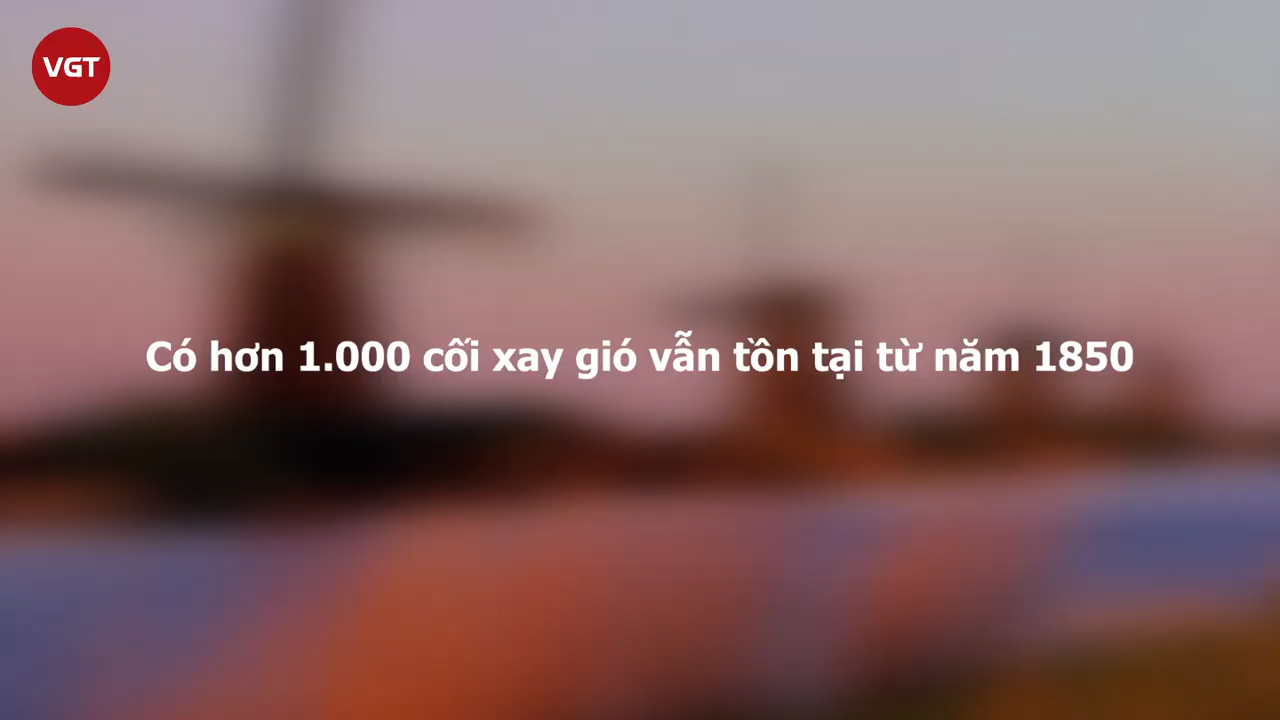 VGT
Có hơn 1.000 cối xay gió vẫn tồn tại từ năm 1850